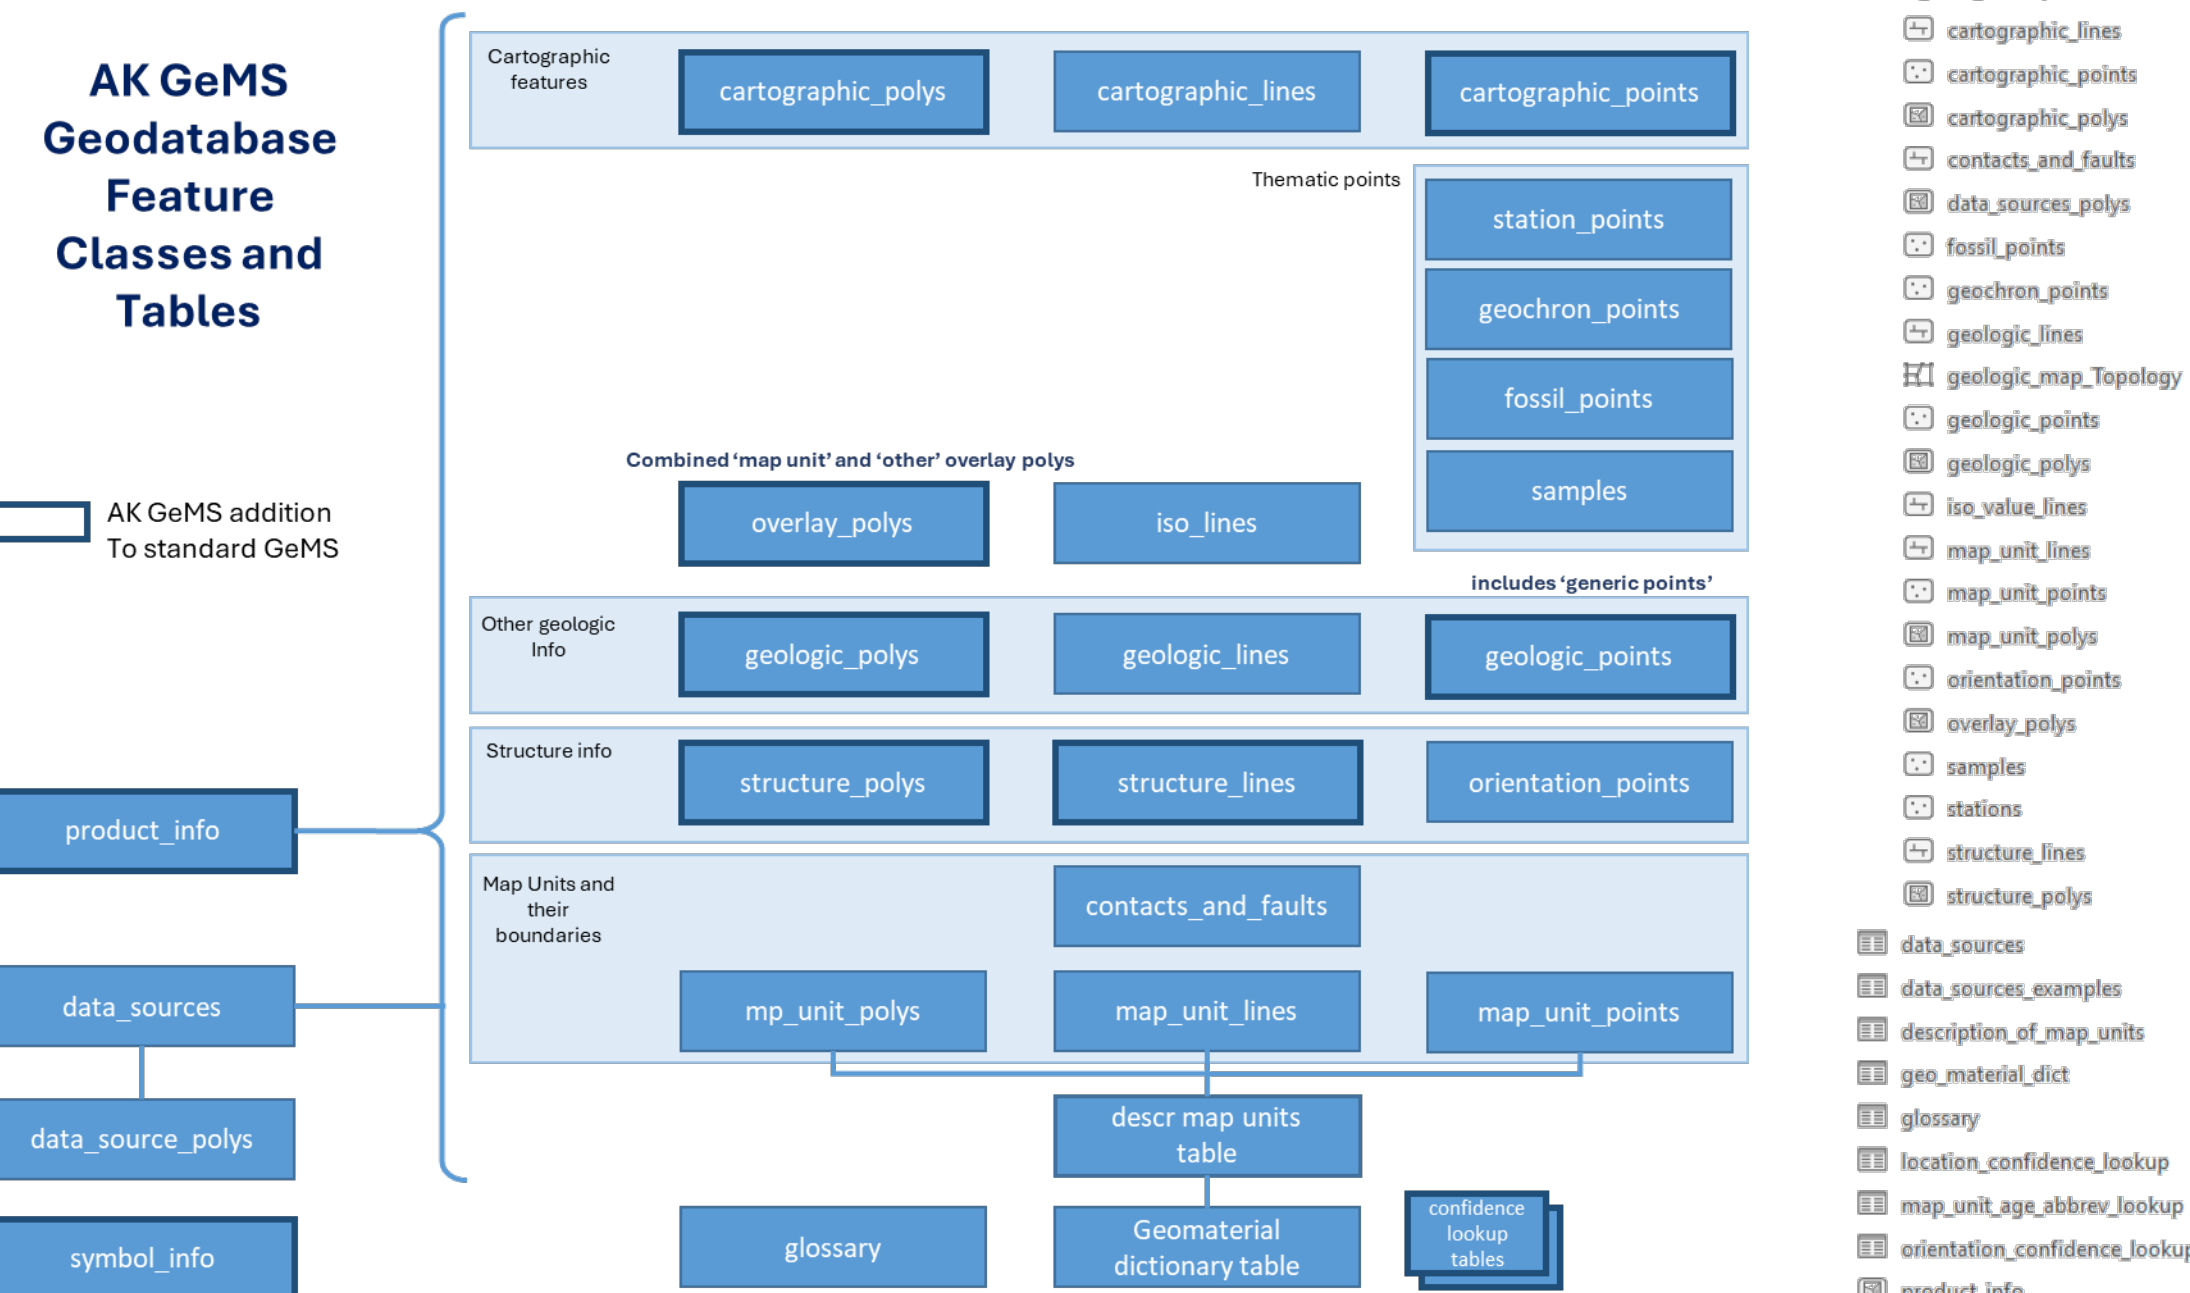 AK GeMS
Geodatabase
Feature
Classes and
Tables
AK GeMS addition
To standard GeMS
product_info
data_sources
data_source_polys
symbol_info
Cartographic
features
cartographic_polys
cartographic_lines
cartographic_points
Thematic points
station_points
geochron_points
fossil_points
samples
Combined ‘map unit’ and ‘other’ overlay polys
overlay_polys
iso_lines
includes ‘generic points’
Other geologic
Info
geologic_polys
geologic_lines
geologic_points
Structure info
structure_polys
structure_lines
orientation_points
Map Units and
their
boundaries
contacts_and_faults
mp_unit_polys
map_unit_lines
map_unit_points
descr map units
table
glossary
Geomaterial
dictionary table
confidence
lookup
tables
cartographic_lines
cartographic_points
cartographic_polys
contacts_and_faults
data_sources_polys
fossil_points
geochron_points
geologic_lines
geologic_map_Topology
geologic_points
geologic_polys
iso_value_lines
map_unit_lines
map_unit_points
map_unit_polys
orientation_points
overlay_polys
samples
stations
structure_lines
structure_polys
data_sources
data_sources_examples
description_of_map_units
geo_material_dict
glossary
location_confidence_lookup
map_unit_age_abbrev_lookup
orientation_confidence_lookup
product_info